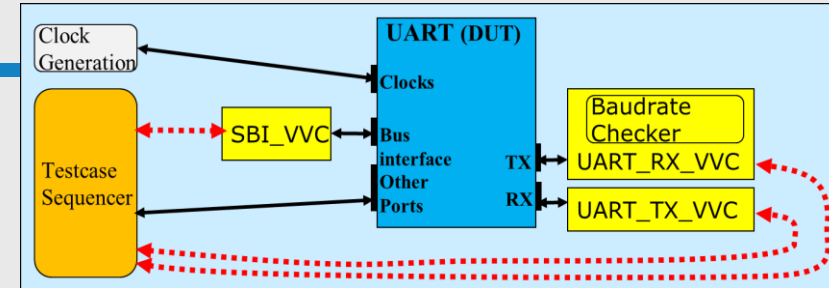 Clock
Generation
Testcase
Sequencer
SBI_VVC
UART (DUT)
Clocks
Bus
interface
Other
Ports
TX
RX
Baudrate
Checker
UART_RX_VVC
UART_TX_VVC